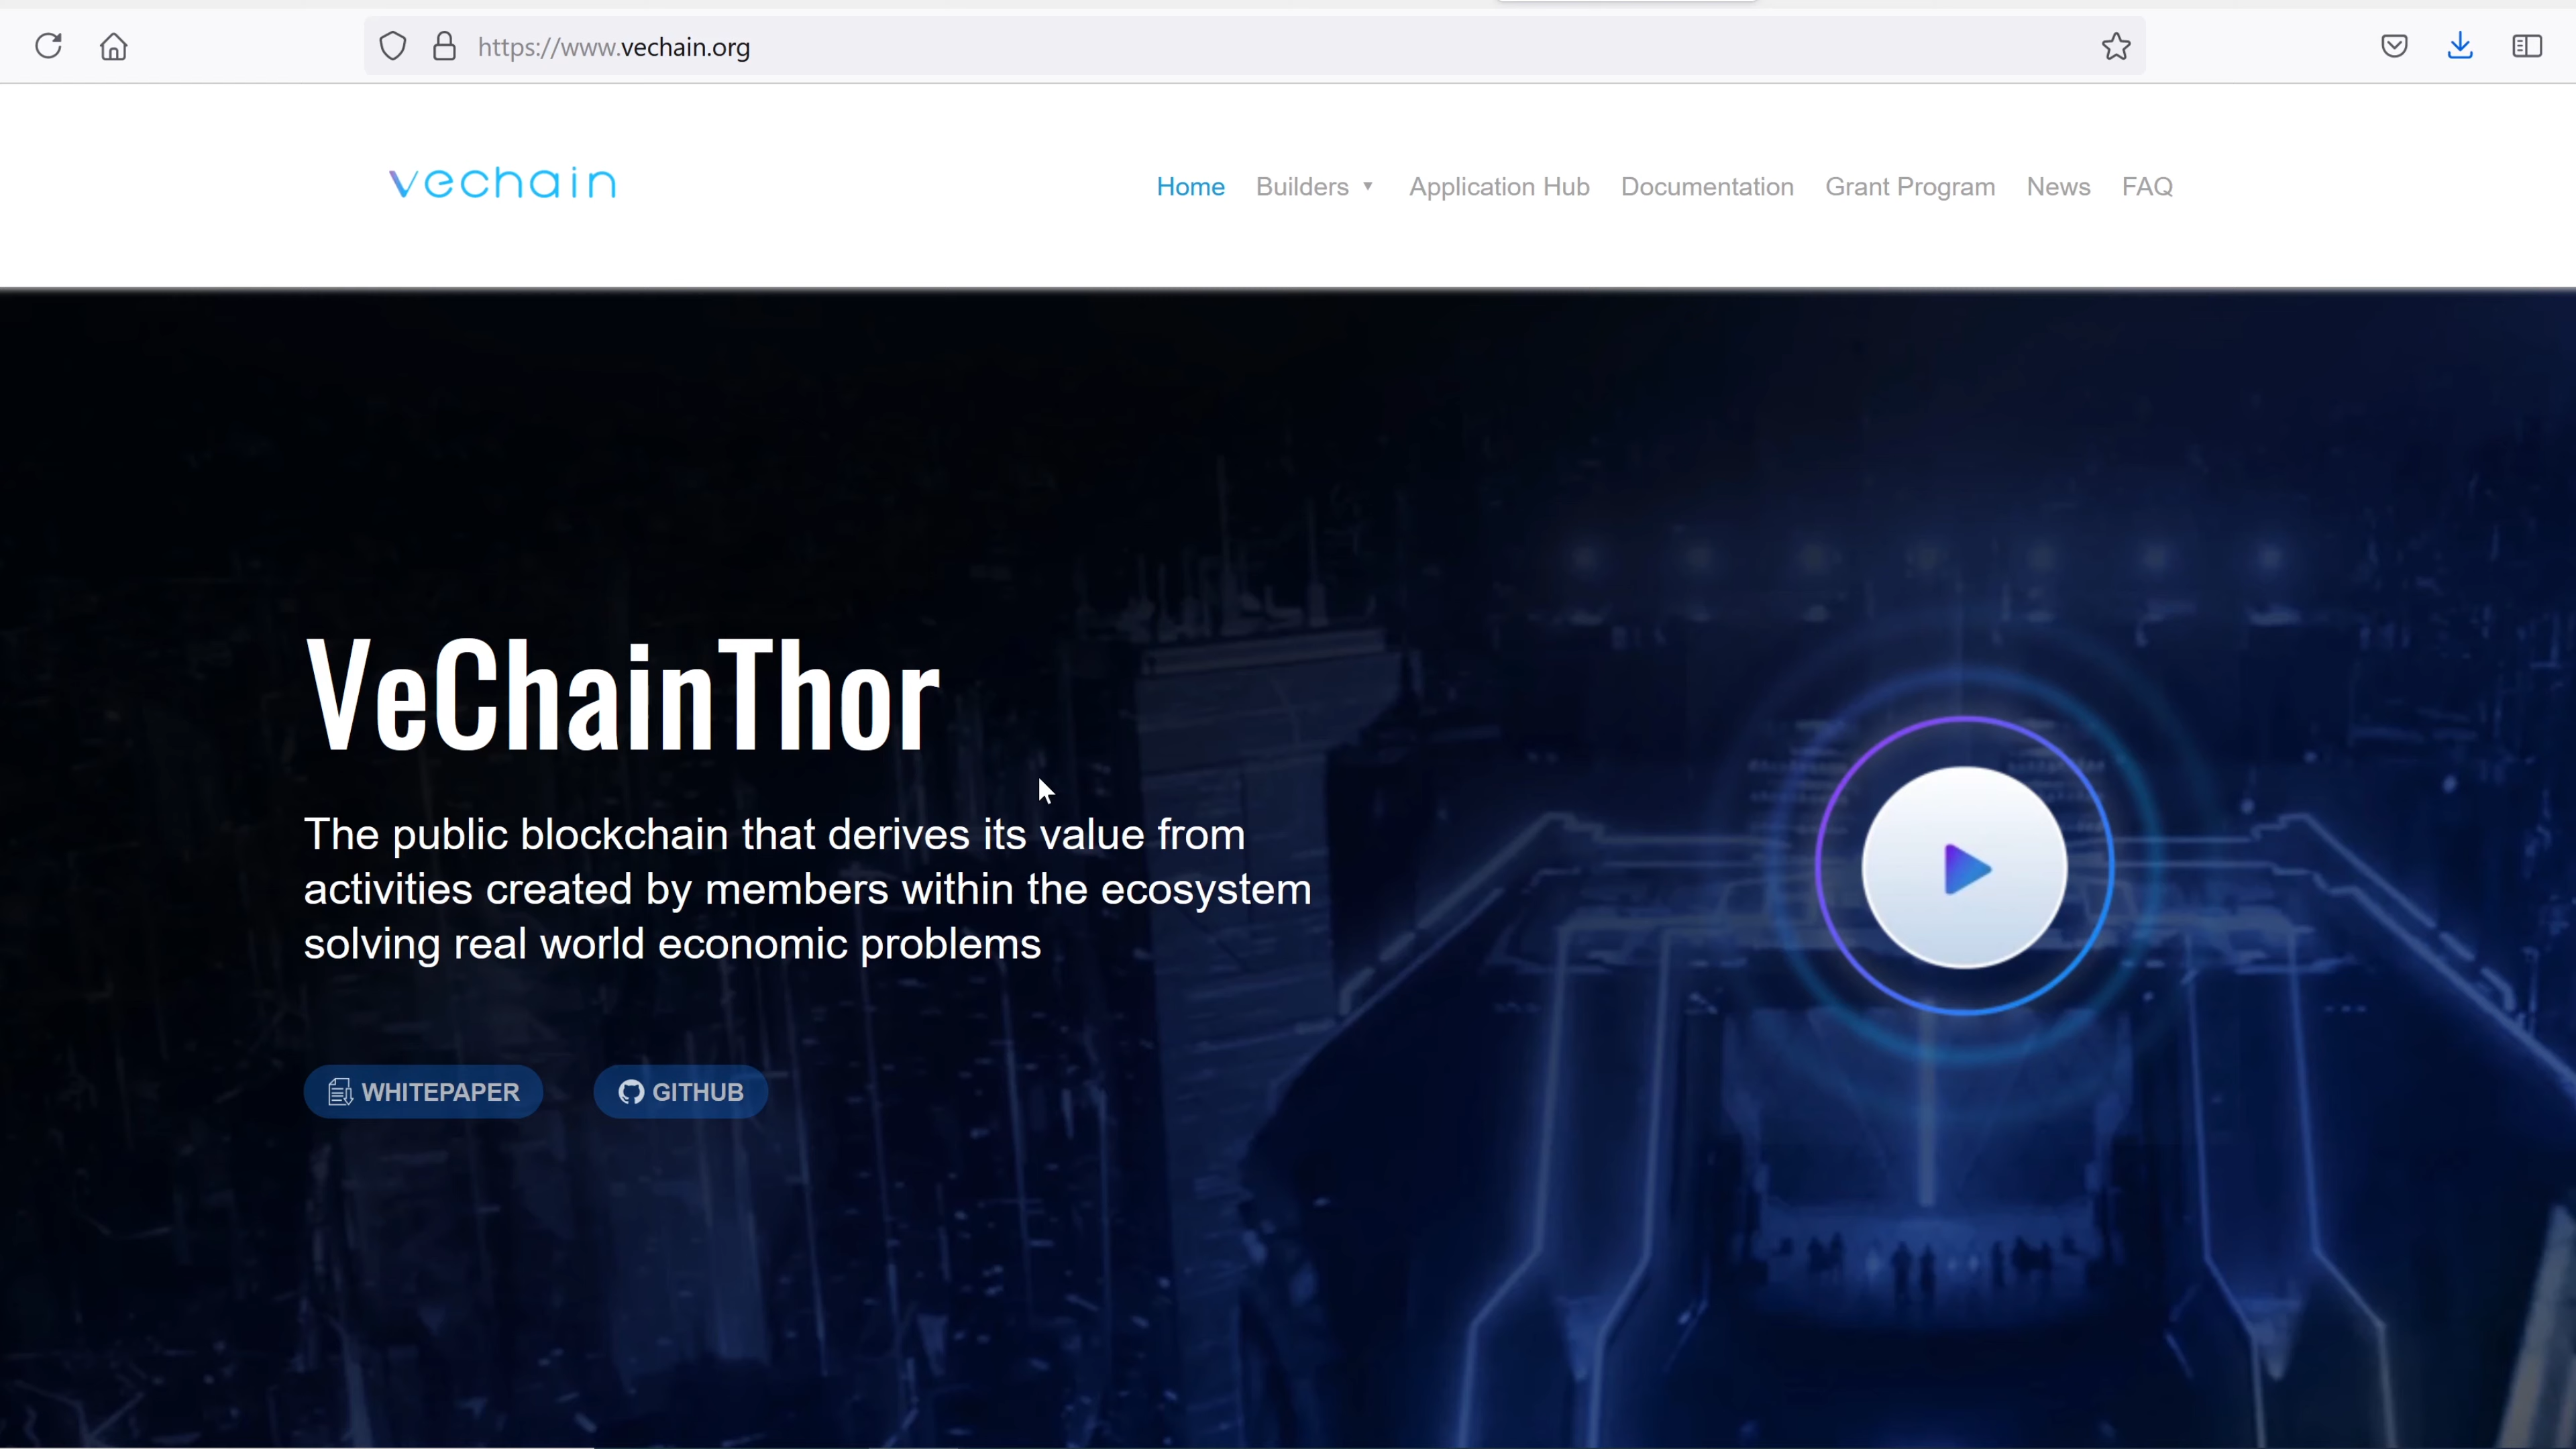 https://www.vechain.org
vechain
Home Builders ▼ Application Hub Documentation Grant Program News FAQ
VeChainThor
The public blockchain that derives its value from
activities created by members within the ecosystem
solving real world economic problems
WHITEPAPER GITHUB